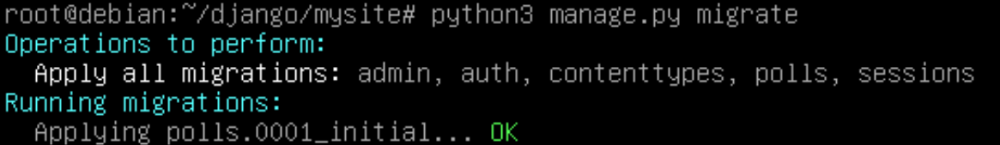 root@debian:~/django/mysite# python3 manage.py migrate
Operations to perform:
  Apply all migrations: admin, auth, contenttypes, polls, sessions
Running migrations:
  Applying polls.0001_initial... OK